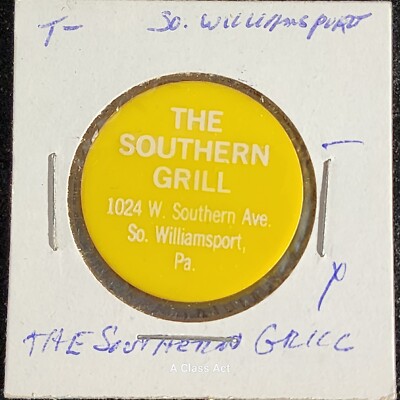 T- So. WILLIAMSPORT
THE
SOUTHERN
GRILL
1024 W. Southern Ave.
So. Williamsport,
Pa.
Y
THE SOUTHERN GRILL
A Class Act